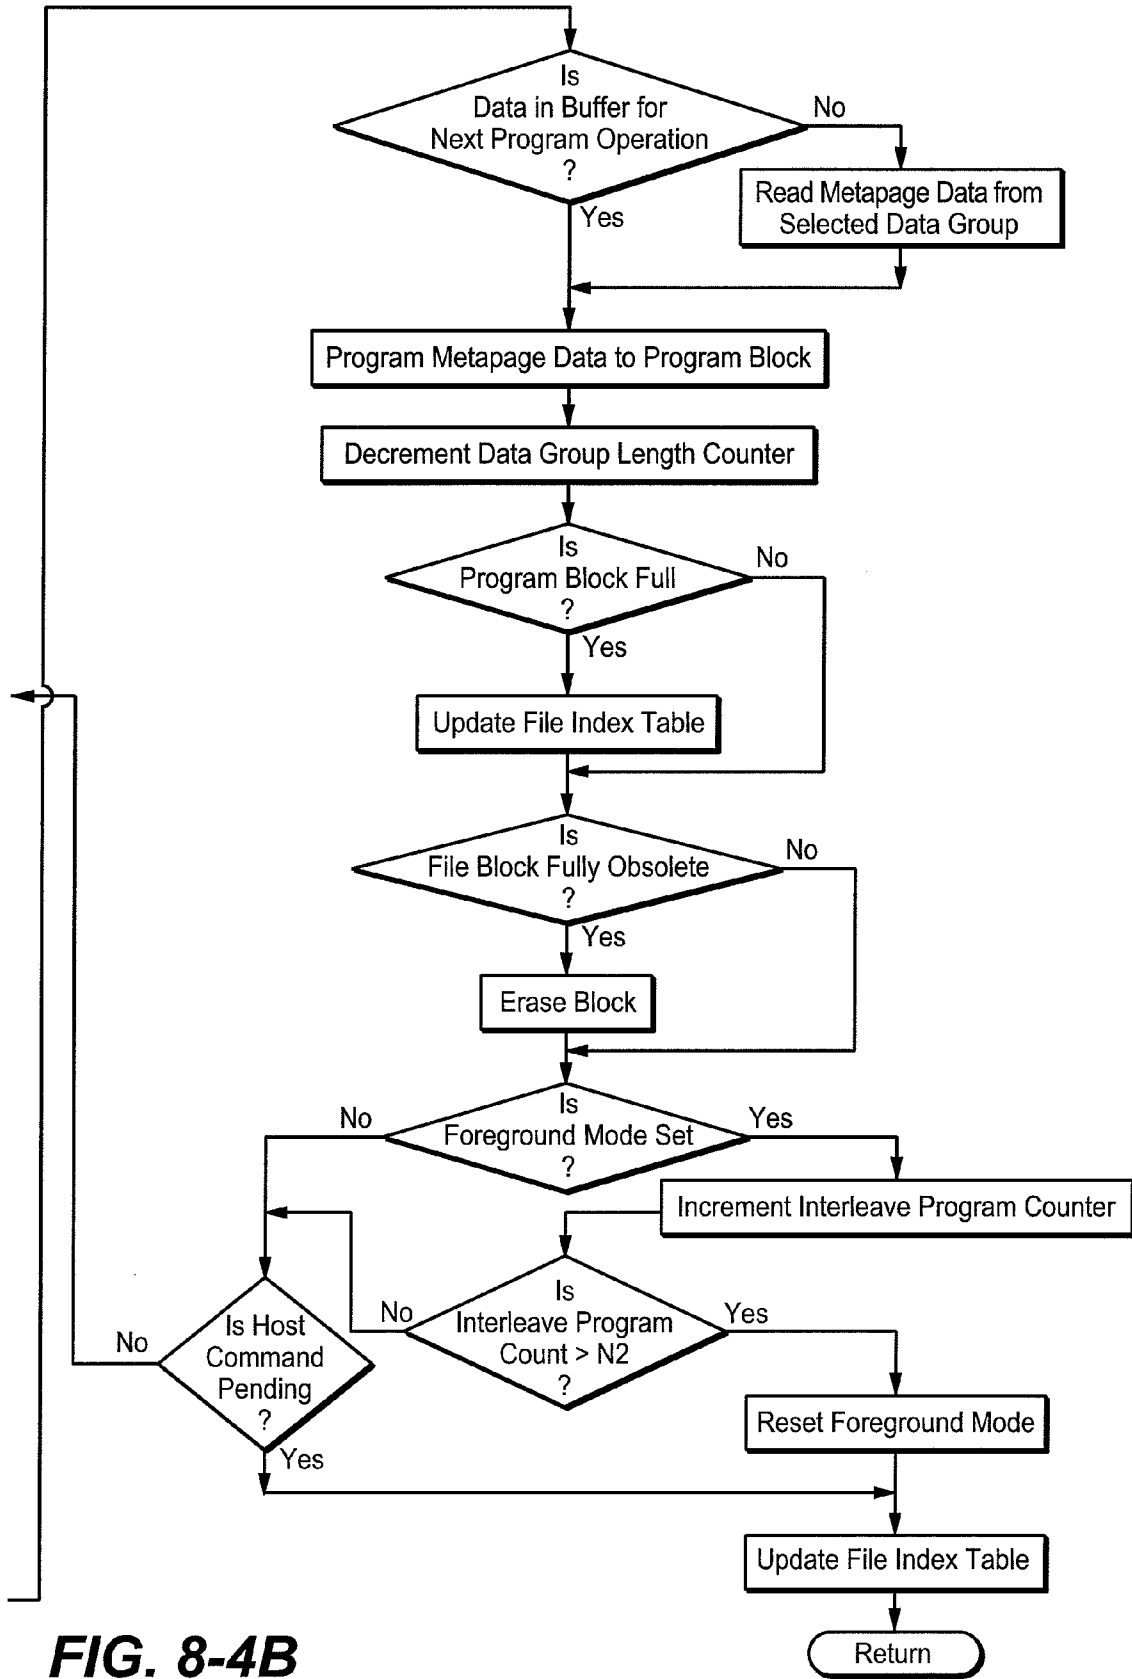 Is
Data in Buffer for
Next Program Operation
?
No
Yes
Read Metapage Data from
Selected Data Group
Program Metapage Data to Program Block
Decrement Data Group Length Counter
Is
Program Block Full
?
No
Yes
Update File Index Table
Is
File Block Fully Obsolete
?
No
Yes
Erase Block
Is
Foreground Mode Set
?
No
Yes
Increment Interleave Program Counter
Is
Interleave Program
Count > N2
?
No
Yes
Is Host
Command
Pending
?
No
Yes
Reset Foreground Mode
Update File Index Table
Return
FIG. 8-4B